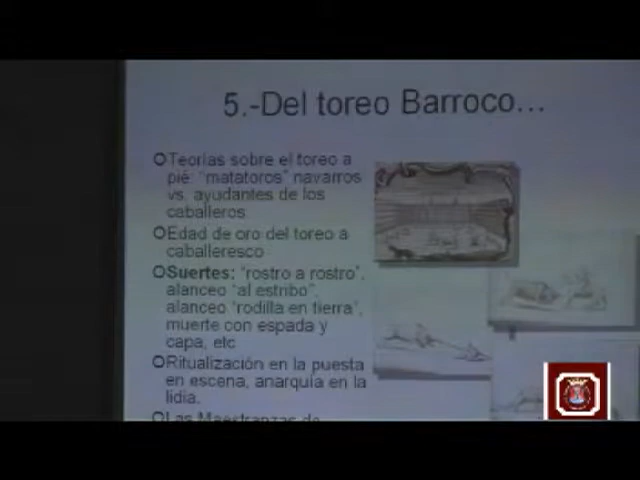 5.-Del toreo Barroco...
Teorías sobre el toreo a
pié: "matatoros" navarros
vs. ayudantes de los
caballeros
Edad de oro del toreo a
caballeresco
Suertes: "rostro a rostro",
alanceo "al estribo",
alanceo "rodilla en tierra",
muerte con espada y
capa, etc
Ritualización en la puesta
en escena, anarquía en la
lidia.
Las Maestranzas de